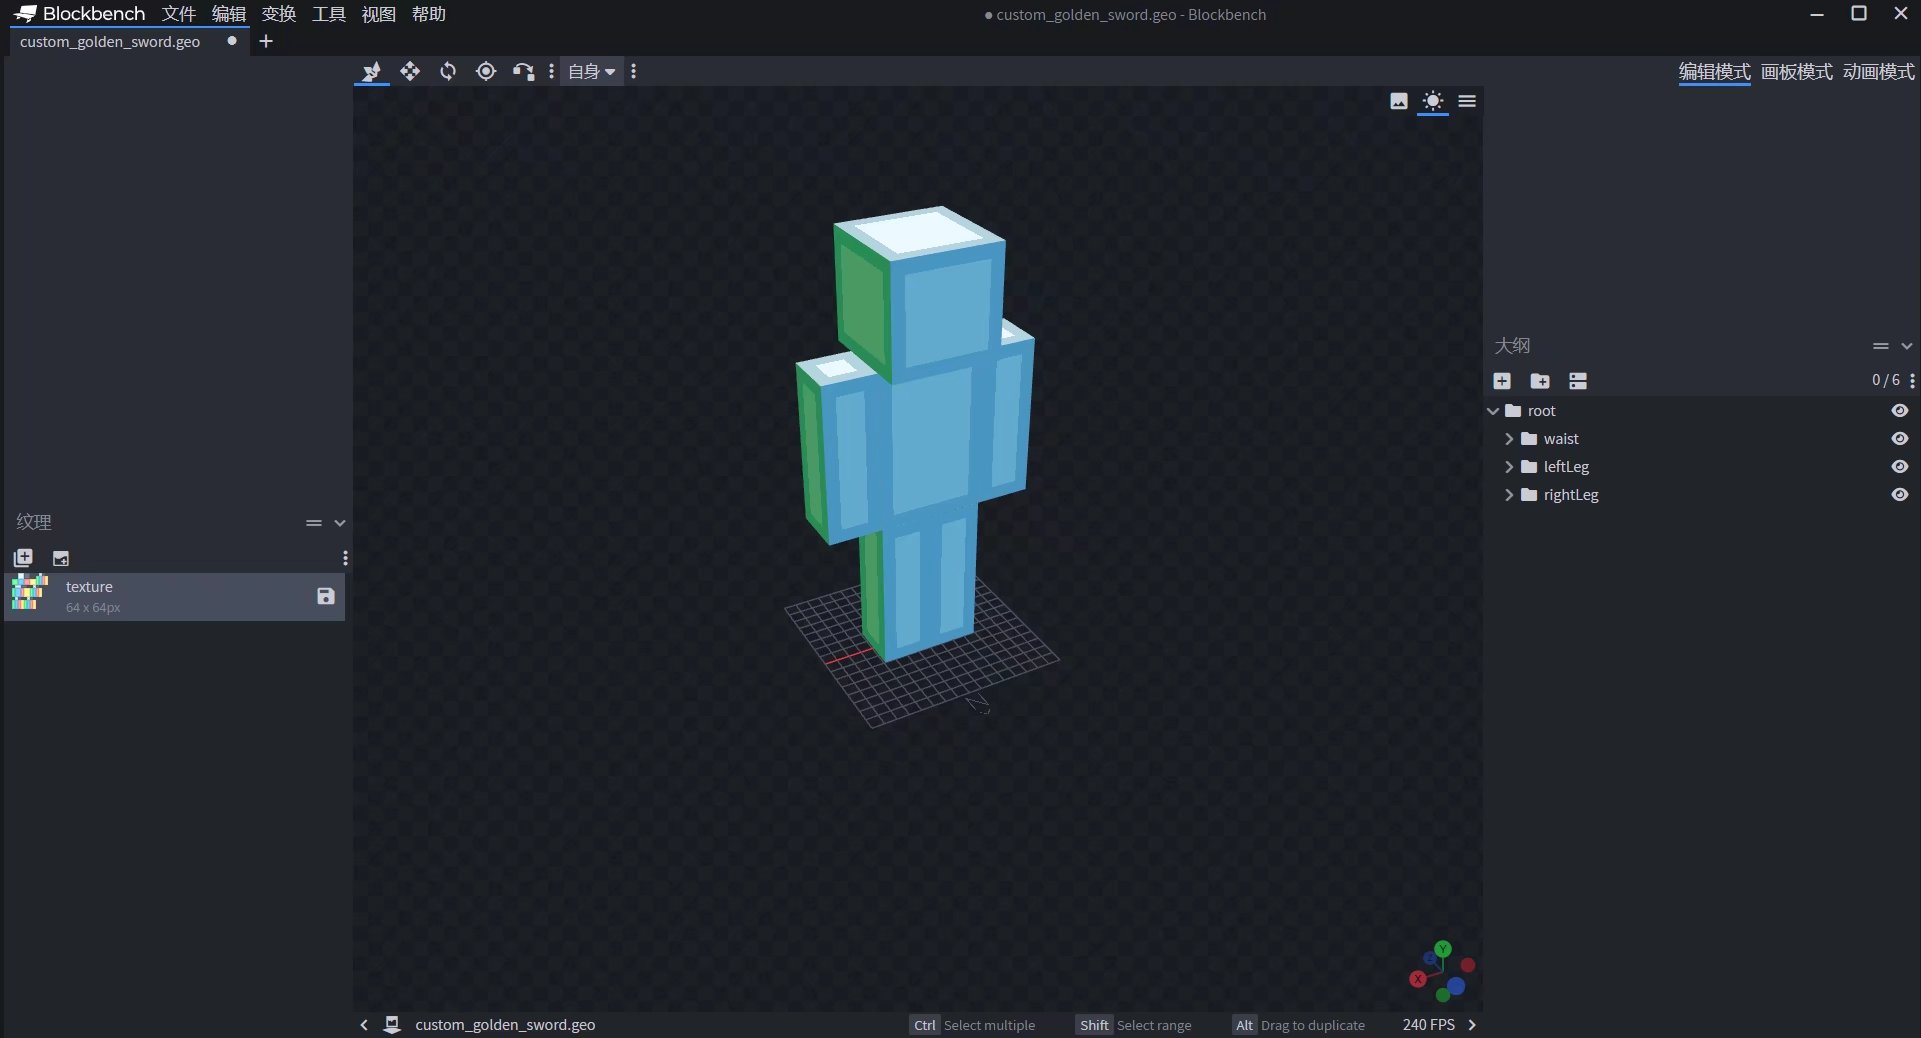 Blockbench 文件 编辑 变换 工具 视图 帮助
● custom_golden_sword.geo - Blockbench
custom_golden_sword.geo
自身
编辑模式 画板模式 动画模式
大纲
0 / 6
root
waist
leftLeg
rightLeg
纹理
texture
64 x 64px
Y
Z
X
custom_golden_sword.geo
Ctrl Select multiple
Shift Select range
Alt Drag to duplicate
240 FPS